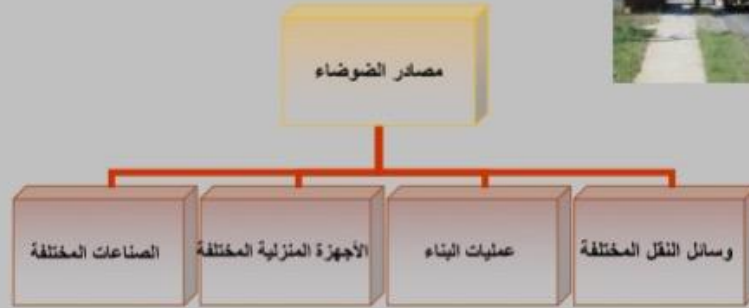 مصادر الضوضاء
وسائل النقل المختلفة
عمليات البناء
الأجهزة المنزلية المختلفة
الصناعات المختلفة